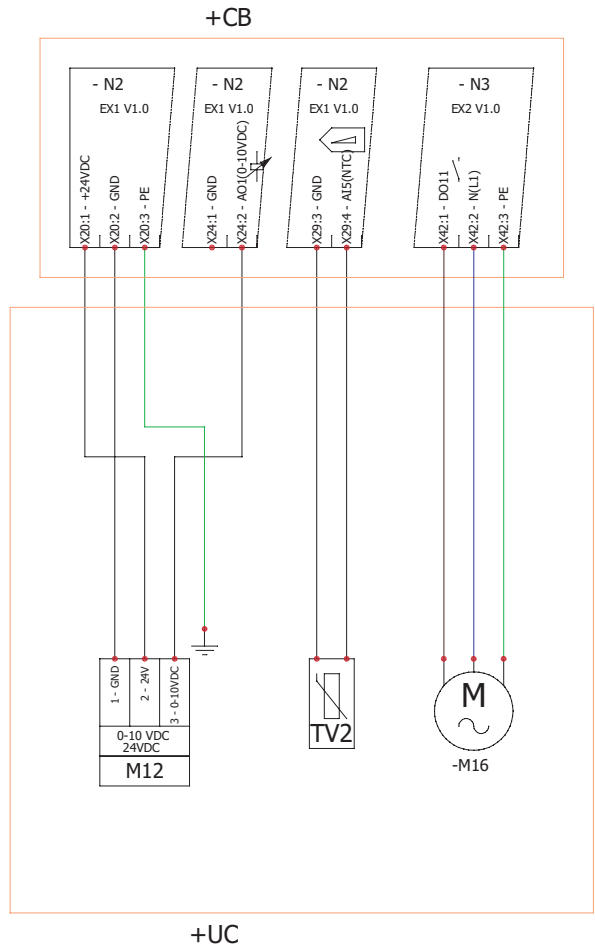 +CB
- N2
EX1 V1.0
X20:1 - +24VDC
X20:2 - GND
X20:3 - PE
- N2
EX1 V1.0
X24:1 - GND
X24:2 - AO1(0-10VDC)
- N2
EX1 V1.0
X29:3 - GND
X29:4 - AI5(NTC)
- N3
EX2 V1.0
X42:1 - DO11
X42:2 - N(L1)
X42:3 - PE
1 - GND
2 - 24V
3 - 0-10VDC
0-10 VDC
24VDC
M12
TV2
M
-M16
+UC